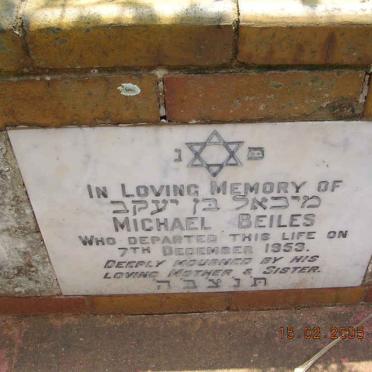 פ נ
IN LOVING MEMORY OF
מיכאל בן יעקב
MICHAEL BEILES
WHO DEPARTED THIS LIFE ON
7TH DECEMBER 1953.
DEEPLY MOURNED BY HIS
LOVING MOTHER & SISTER.
תנצבה
15 02 2005